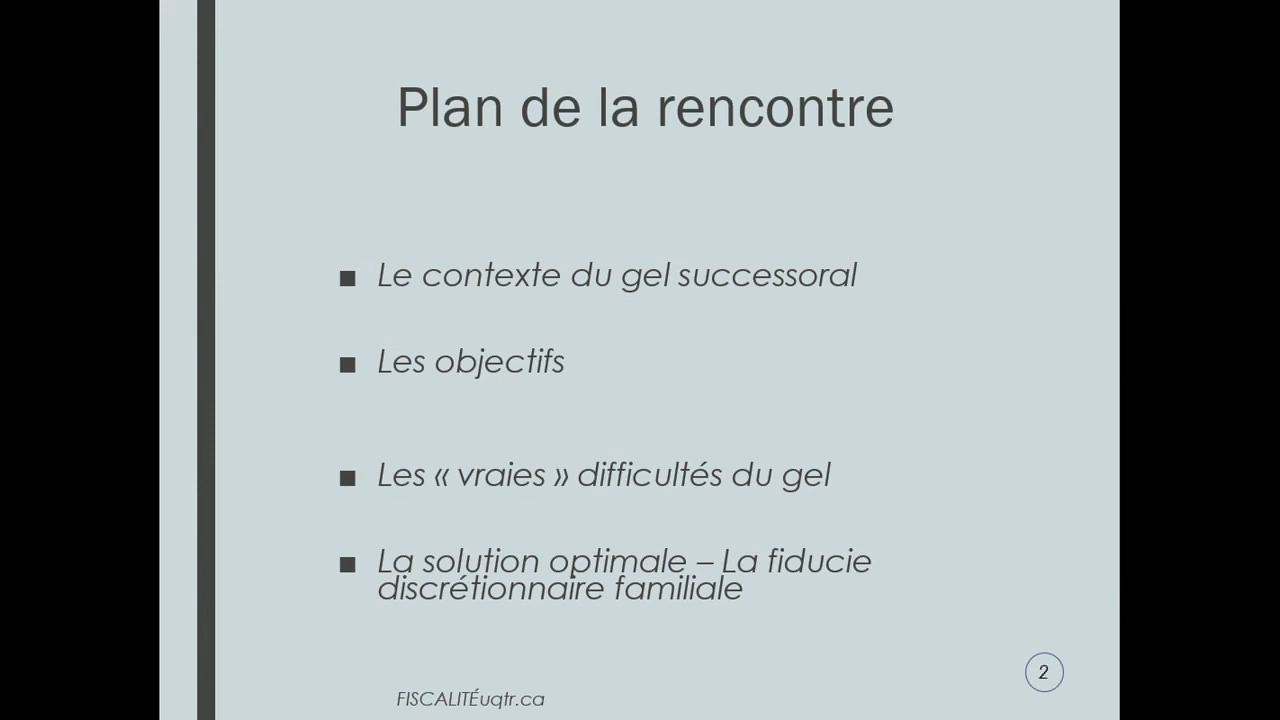 Plan de la rencontre
■ Le contexte du gel successoral
■ Les objectifs
■ Les « vraies » difficultés du gel
■ La solution optimale – La fiducie
discrétionnaire familiale
2
FISCALITÉuqtr.ca